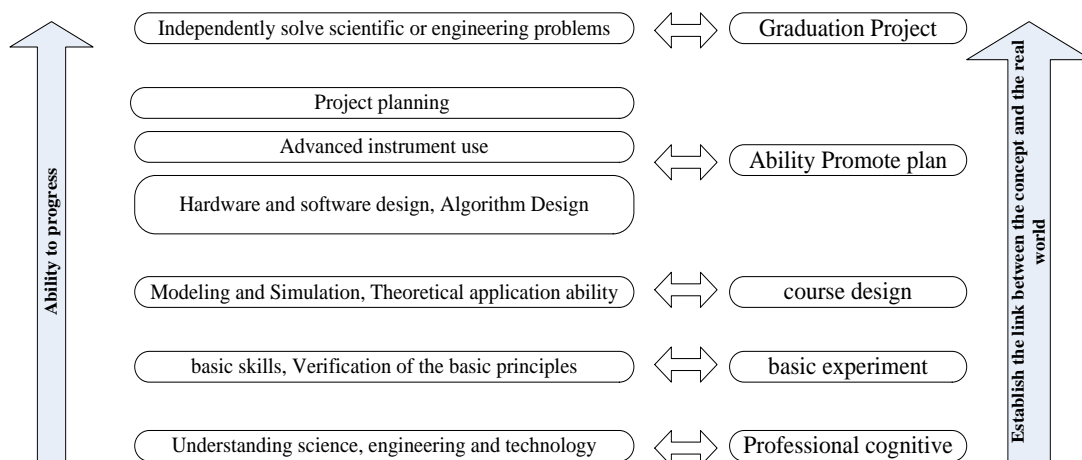 Independently solve scientific or engineering problems
Graduation Project
Project planning
Advanced instrument use
Ability Promote plan
Hardware and software design, Algorithm Design
Modeling and Simulation, Theoretical application ability
course design
basic skills, Verification of the basic principles
basic experiment
Understanding science, engineering and technology
Professional cognitive
Ability to progress
Establish the link between the concept and the real
world